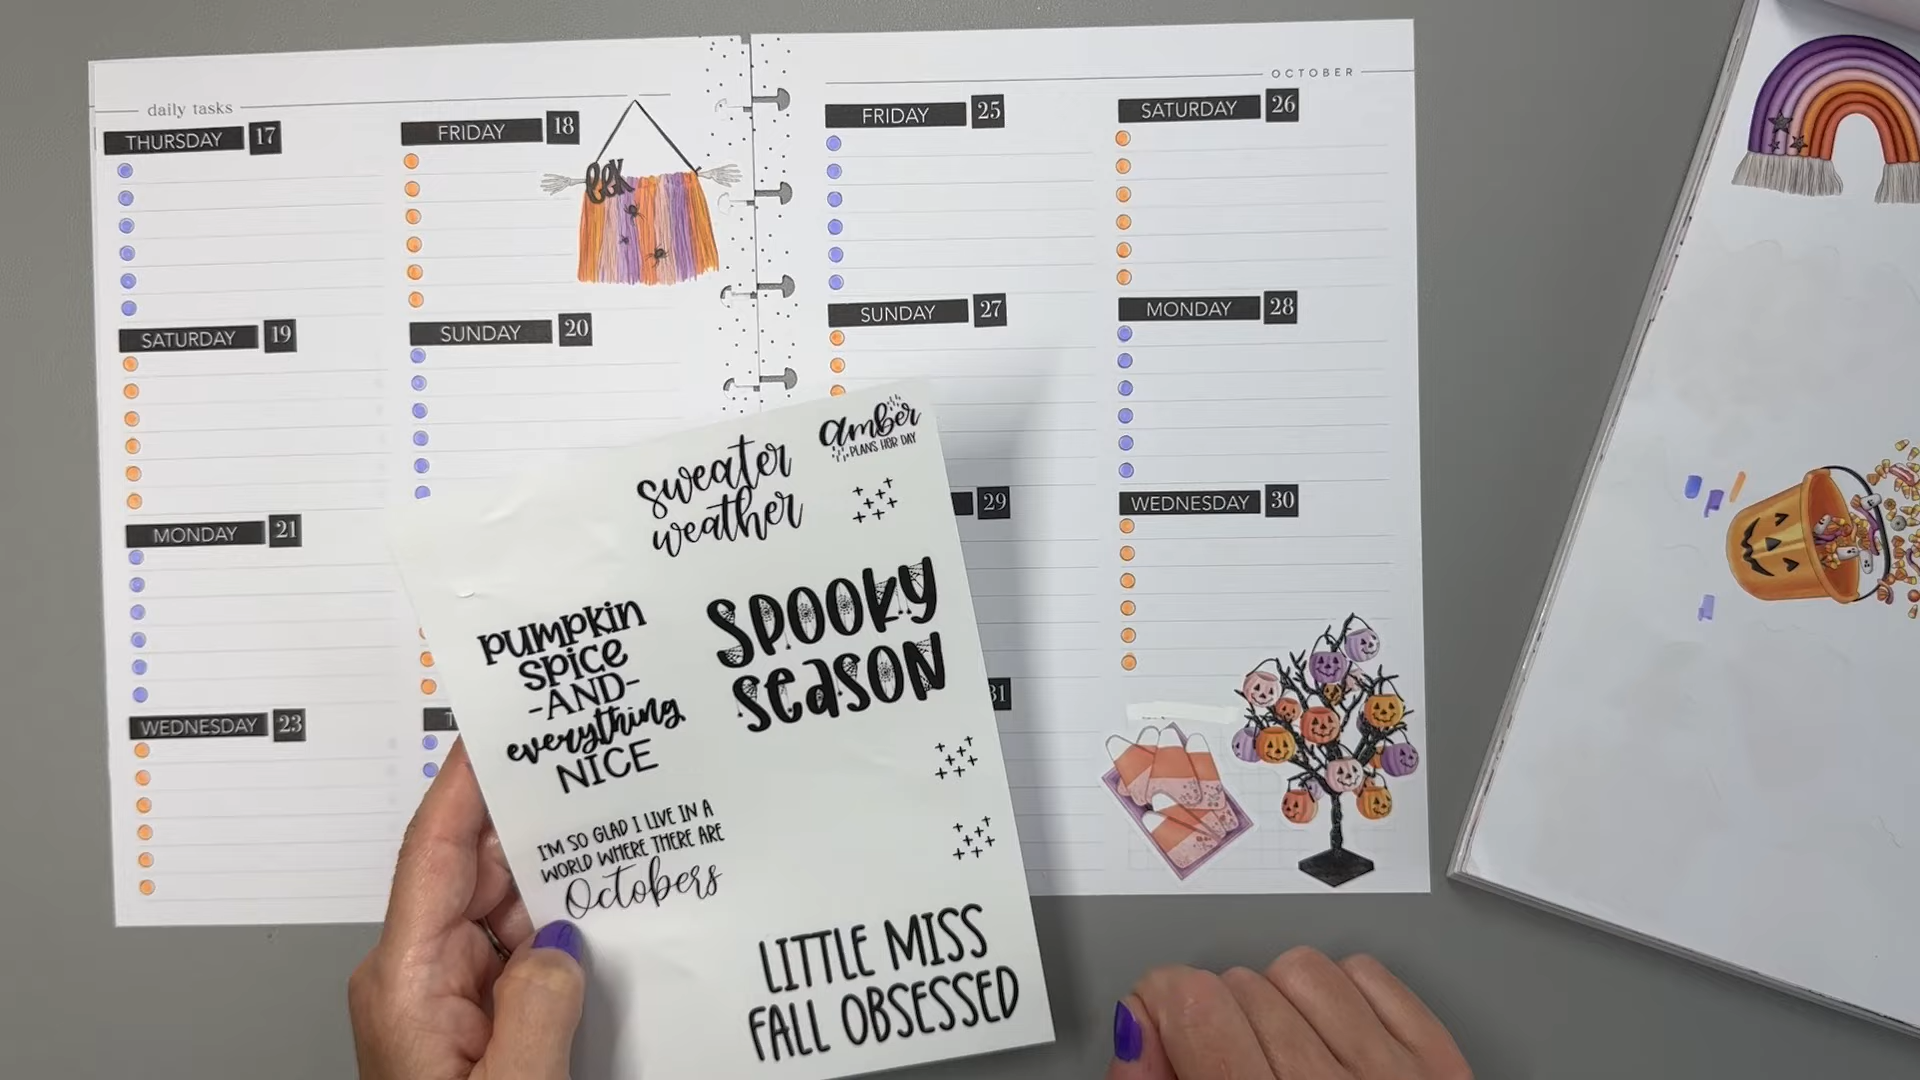 OCTOBER
daily tasks
THURSDAY 17
FRIDAY 18
eek
SATURDAY 19
SUNDAY 20
MONDAY 21
WEDNESDAY 23
T
FRIDAY 25
SATURDAY 26
SUNDAY 27
MONDAY 28
29
WEDNESDAY 30
31
amber
PLANS HER DAY
sweater
weather
SPOOKY
SEASON
PUMPKIN
SPICE
-AND-
everything
NICE
I'M SO GLAD I LIVE IN A
WORLD WHERE THERE ARE
Octobers
LITTLE MISS
FALL OBSESSED